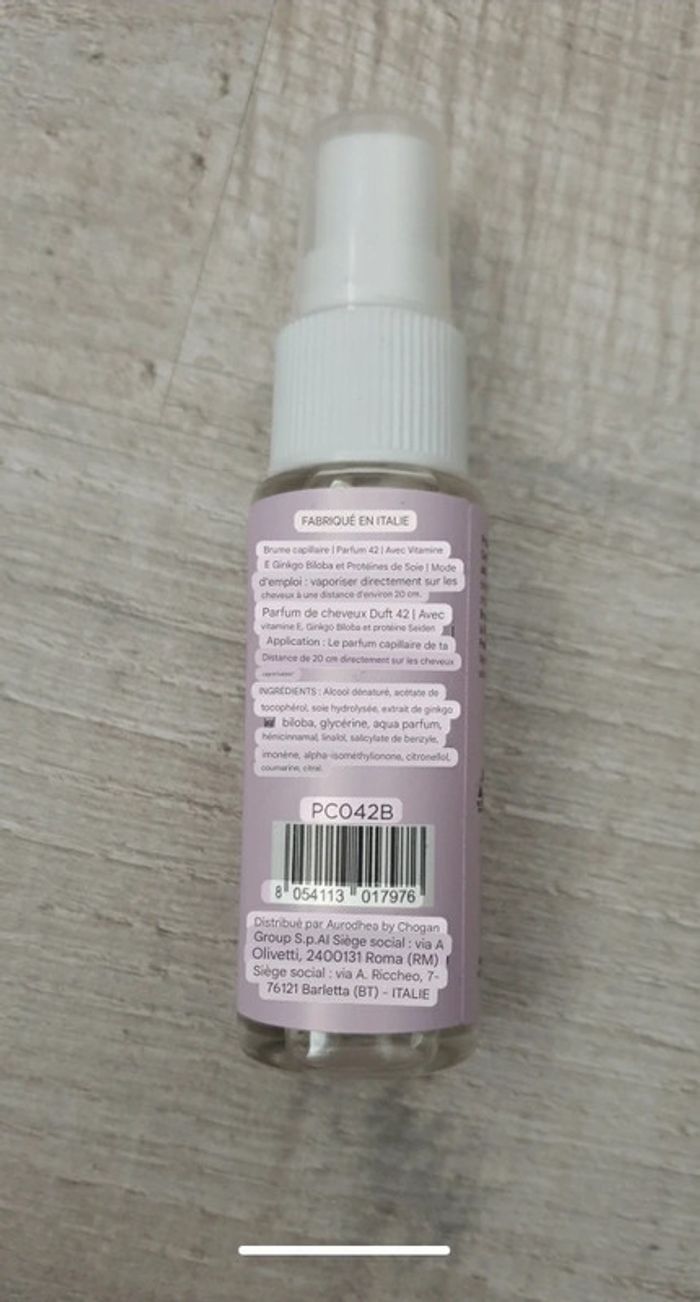 FABRIQUÉ EN ITALIE
Brume capillaire | Parfum 42 | Avec Vitamine
E Ginkgo Biloba et Protéines de Soie | Mode
d'emploi : vaporiser directement sur les
cheveux à une distance d'environ 20 cm.
Parfum de cheveux Duft 42 | Avec
vitamine E, Ginkgo Biloba et protéine Seiden
Application : Le parfum capillaire de ta
Distance de 20 cm directement sur les cheveux
INGRÉDIENTS : Alcool dénaturé, acétate de
tocophérol, soie hydrolysée, extrait de ginkgo
biloba, glycérine, aqua parfum,
hénicinnamal, linalol, salicylate de benzyle,
imonène, alpha-isométhylionone, citronellol,
coumarine, citral.
PC042B
8 054113 017976
Distribué par Aurodhea by Chogan
Group S.p.AI Siège social : via A
Olivetti, 2400131 Roma (RM)
Siège social : via A. Riccheo, 7-
76121 Barletta (BT) - ITALIE